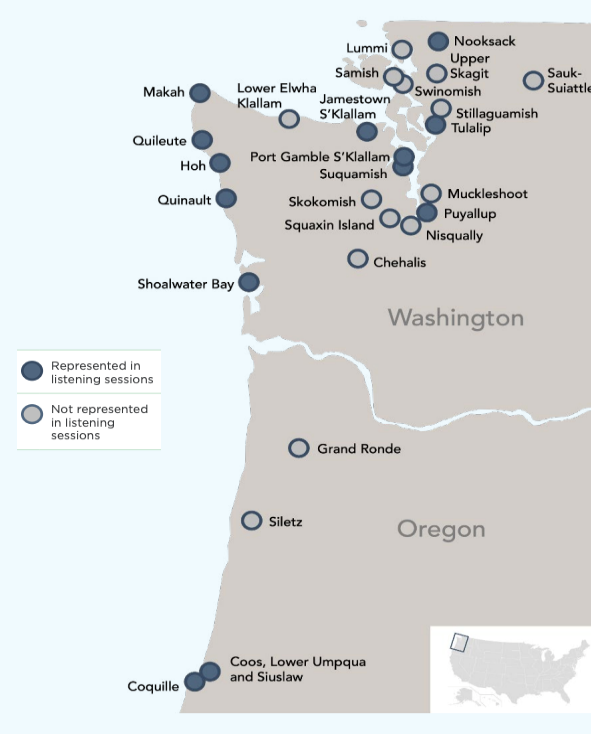 Lummi
Nooksack
Upper
Skagit
Samish
Sauk-
Suiattle
Swinomish
Makah
Lower Elwha
Klallam
Jamestown
S'Klallam
Stillaguamish
Tulalip
Quileute
Port Gamble S'Klallam
Hoh
Suquamish
Quinault
Skokomish
Muckleshoot
Puyallup
Squaxin Island
Nisqually
Chehalis
Shoalwater Bay
Washington
Represented in
listening sessions
Not represented
in listening
sessions
Grand Ronde
Siletz
Oregon
Coos, Lower Umpqua
and Siuslaw
Coquille